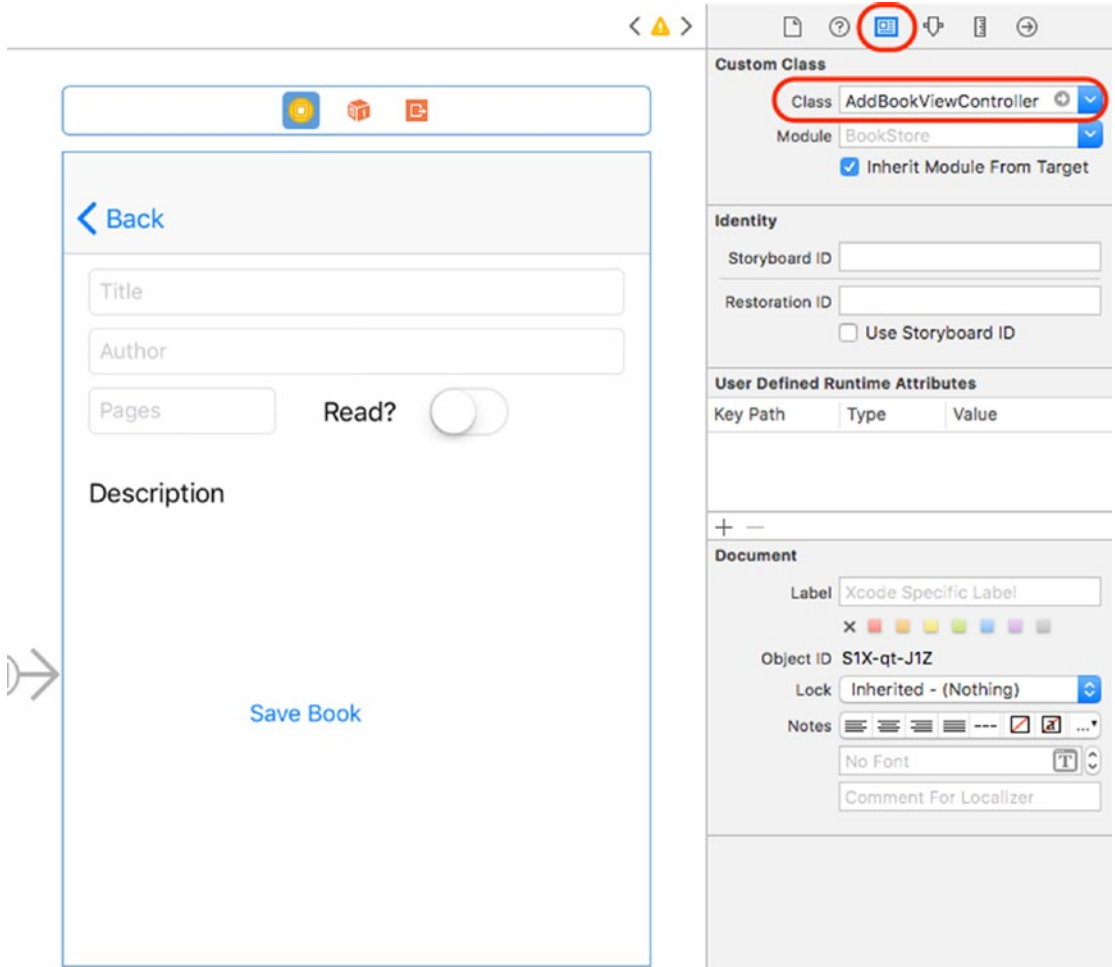 Back
Title
Author
Pages
Read?
Description
Save Book
Custom Class
Class AddBookViewController
Module BookStore
Inherit Module From Target
Identity
Storyboard ID
Restoration ID
Use Storyboard ID
User Defined Runtime Attributes
Key Path Type Value
Document
Label Xcode Specific Label
Object ID S1X-qt-J1Z
Lock Inherited - (Nothing)
Notes
No Font
Comment For Localizer